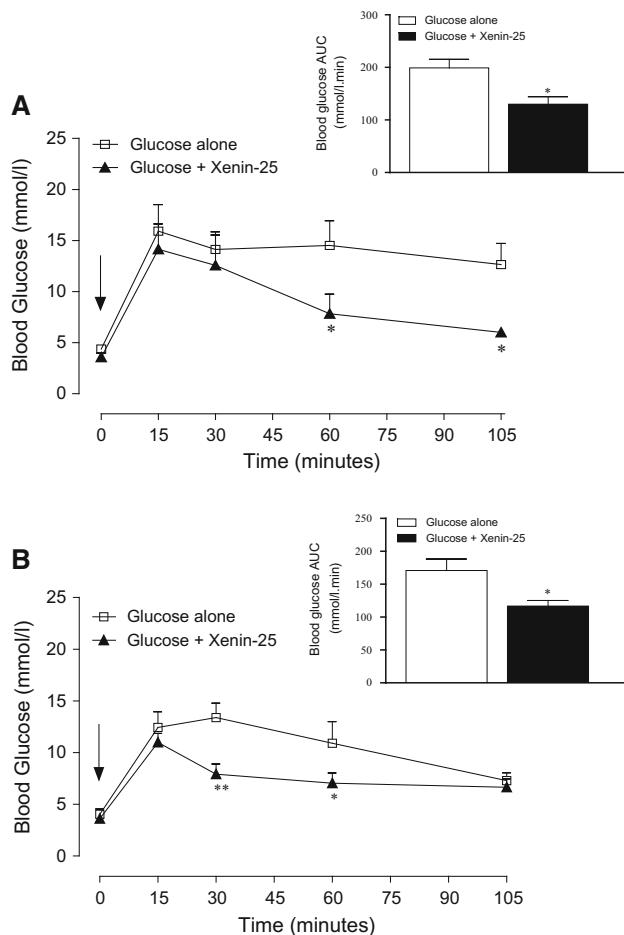 Glucose alone
Glucose + Xenin-25
Blood glucose AUC
(mmol/l.min)
300
200
100
0
*
A
Glucose alone
Glucose + Xenin-25
Blood Glucose (mmol/l)
25
20
15
10
5
0
*
*
0 15 30 45 60 75 90 105
Time (minutes)
Glucose alone
Glucose + Xenin-25
Blood glucose AUC
(mmol/l.min)
250
200
150
100
50
0
*
B
Glucose alone
Glucose + Xenin-25
Blood Glucose (mmol/l)
25
20
15
10
5
0
**
*
0 15 30 45 60 75 90 105
Time (minutes)